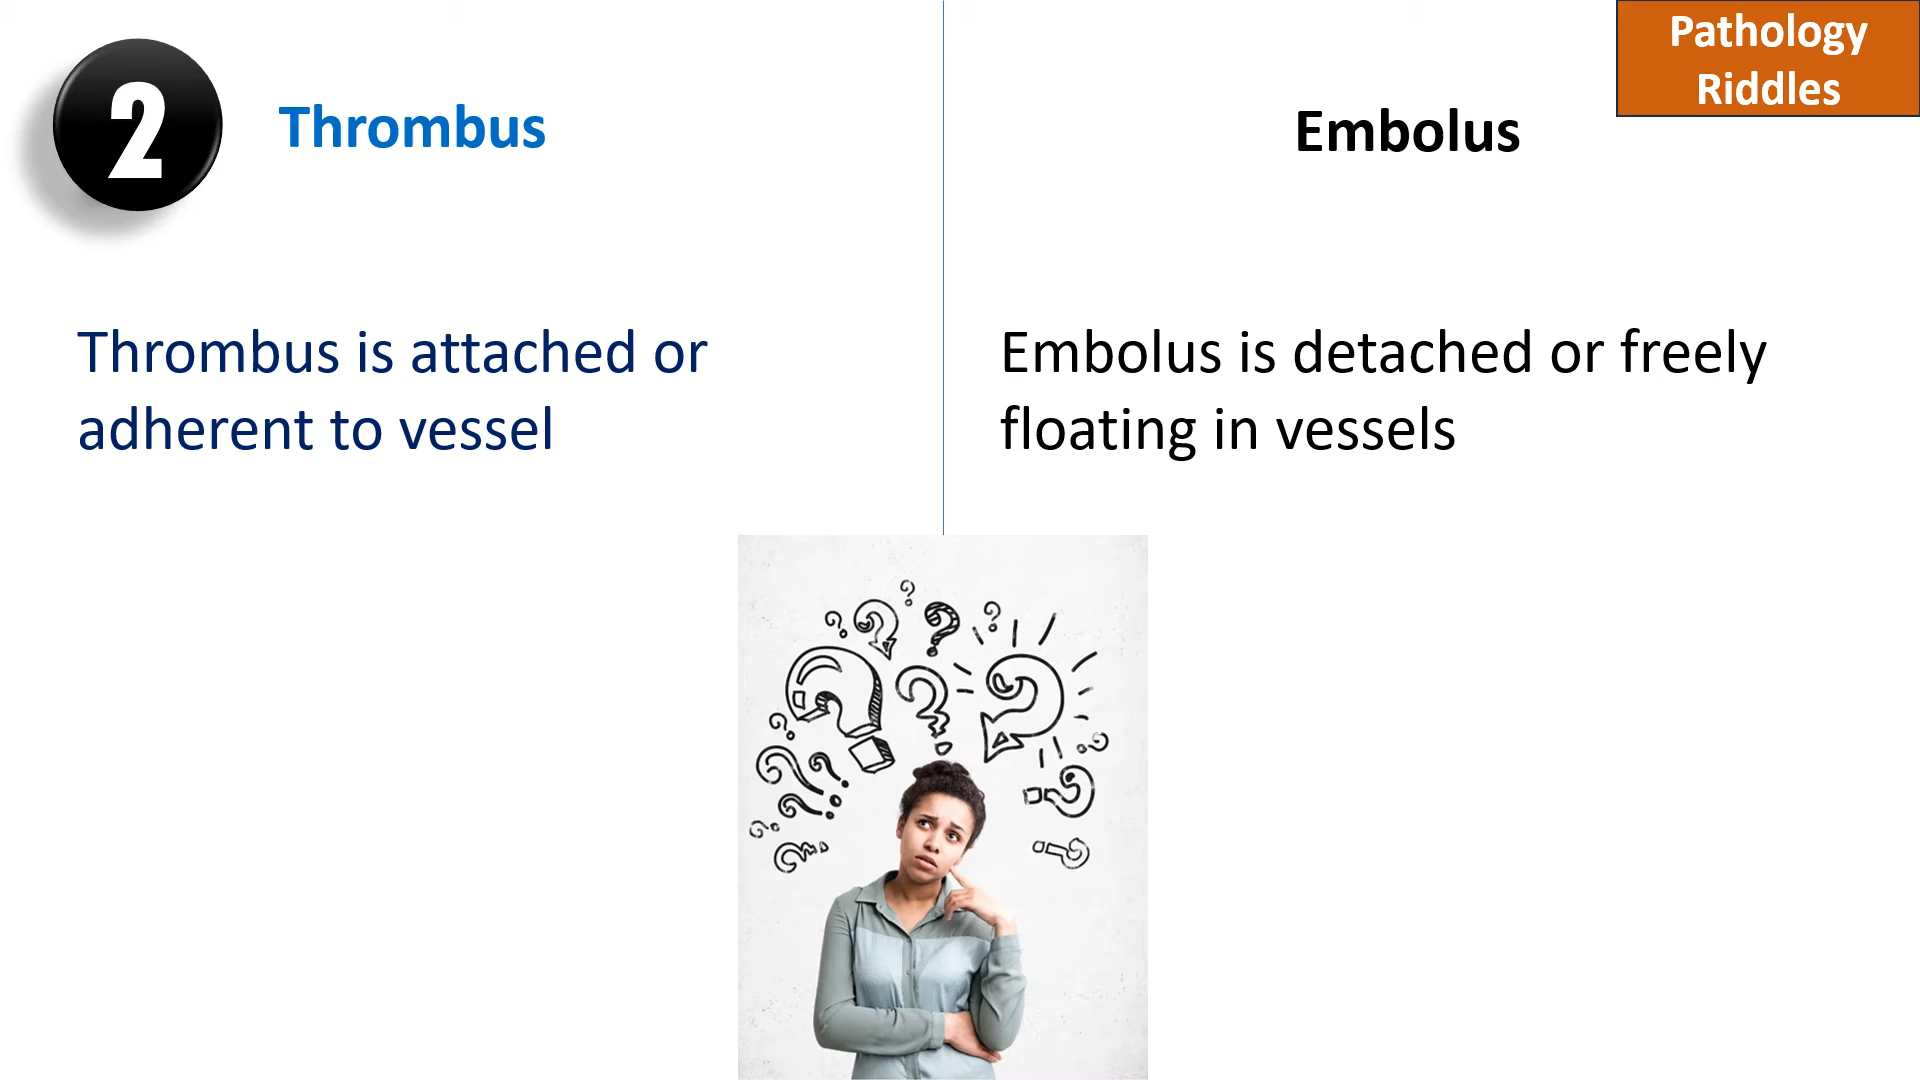 Pathology
Riddles
2
Thrombus
Embolus
Thrombus is attached or
adherent to vessel
Embolus is detached or freely
floating in vessels